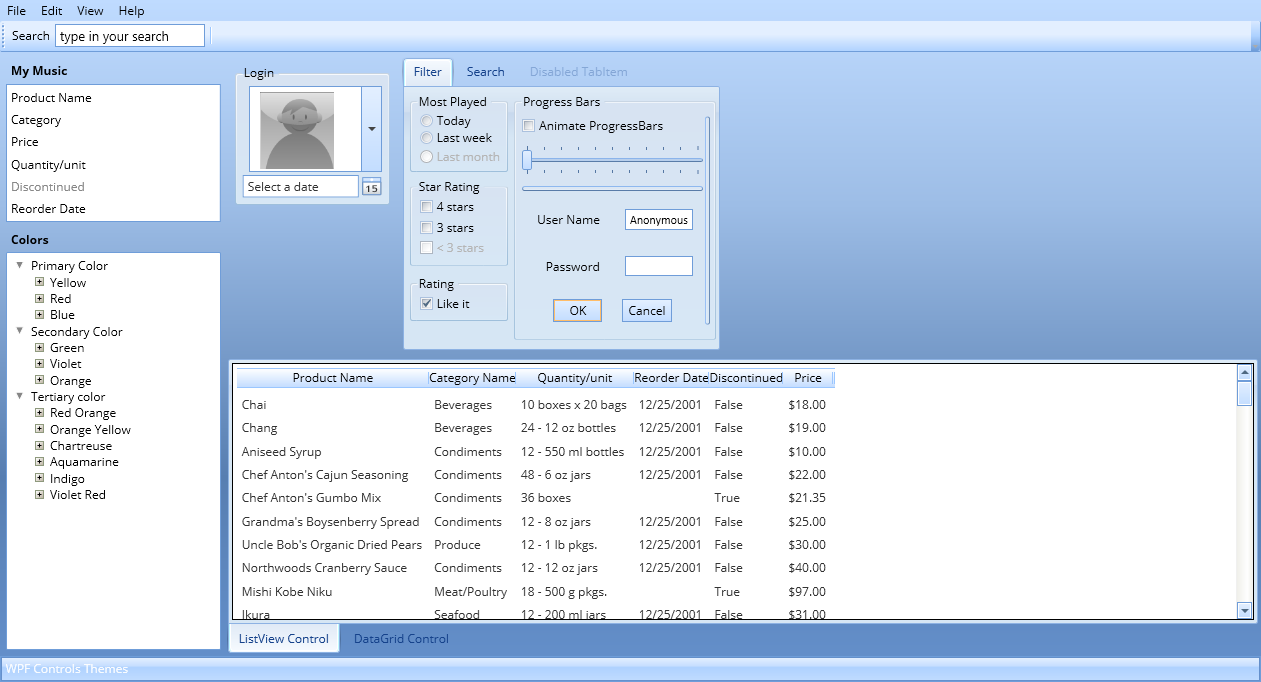 File Edit View Help
Search type in your search
My Music
Product Name
Category
Price
Quantity/unit
Discontinued
Reorder Date
Colors
Primary Color
Yellow
Red
Blue
Secondary Color
Green
Violet
Orange
Tertiary color
Red Orange
Orange Yellow
Chartreuse
Aquamarine
Indigo
Violet Red
Login
Select a date 15
Filter Search Disabled TabItem
Most Played
Today
Last week
Last month
Star Rating
4 stars
3 stars
< 3 stars
Rating
Like it
Progress Bars
Animate ProgressBars
User Name Anonymous
Password
OK Cancel
Product Name Category Name Quantity/unit Reorder Date Discontinued Price
Chai Beverages 10 boxes x 20 bags 12/25/2001 False $18.00
Chang Beverages 24 - 12 oz bottles 12/25/2001 False $19.00
Aniseed Syrup Condiments 12 - 550 ml bottles 12/25/2001 False $10.00
Chef Anton's Cajun Seasoning Condiments 48 - 6 oz jars 12/25/2001 False $22.00
Chef Anton's Gumbo Mix Condiments 36 boxes True $21.35
Grandma's Boysenberry Spread Condiments 12 - 8 oz jars 12/25/2001 False $25.00
Uncle Bob's Organic Dried Pears Produce 12 - 1 lb pkgs. 12/25/2001 False $30.00
Northwoods Cranberry Sauce Condiments 12 - 12 oz jars 12/25/2001 False $40.00
Mishi Kobe Niku Meat/Poultry 18 - 500 g pkgs. True $97.00
Ikura Seafood 12 - 200 ml jars 12/25/2001 False $31.00
ListView Control DataGrid Control
WPF Controls Themes